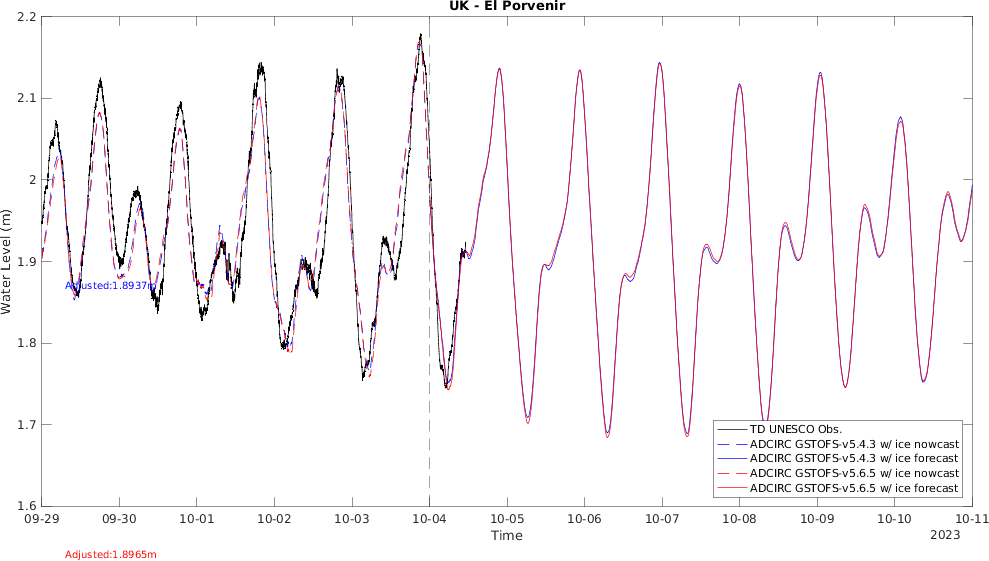 UK - El Porvenir
2.2
2.1
2
1.9
1.8
1.7
1.6
Water Level (m)
Adjusted:1.8937m
TD UNESCO Obs.
ADCIRC GSTOFS-v5.4.3 w/ ice nowcast
ADCIRC GSTOFS-v5.4.3 w/ ice forecast
ADCIRC GSTOFS-v5.6.5 w/ ice nowcast
ADCIRC GSTOFS-v5.6.5 w/ ice forecast
09-29 09-30 10-01 10-02 10-03 10-04 10-05 10-06 10-07 10-08 10-09 10-10 10-11
Time
2023
Adjusted:1.8965m